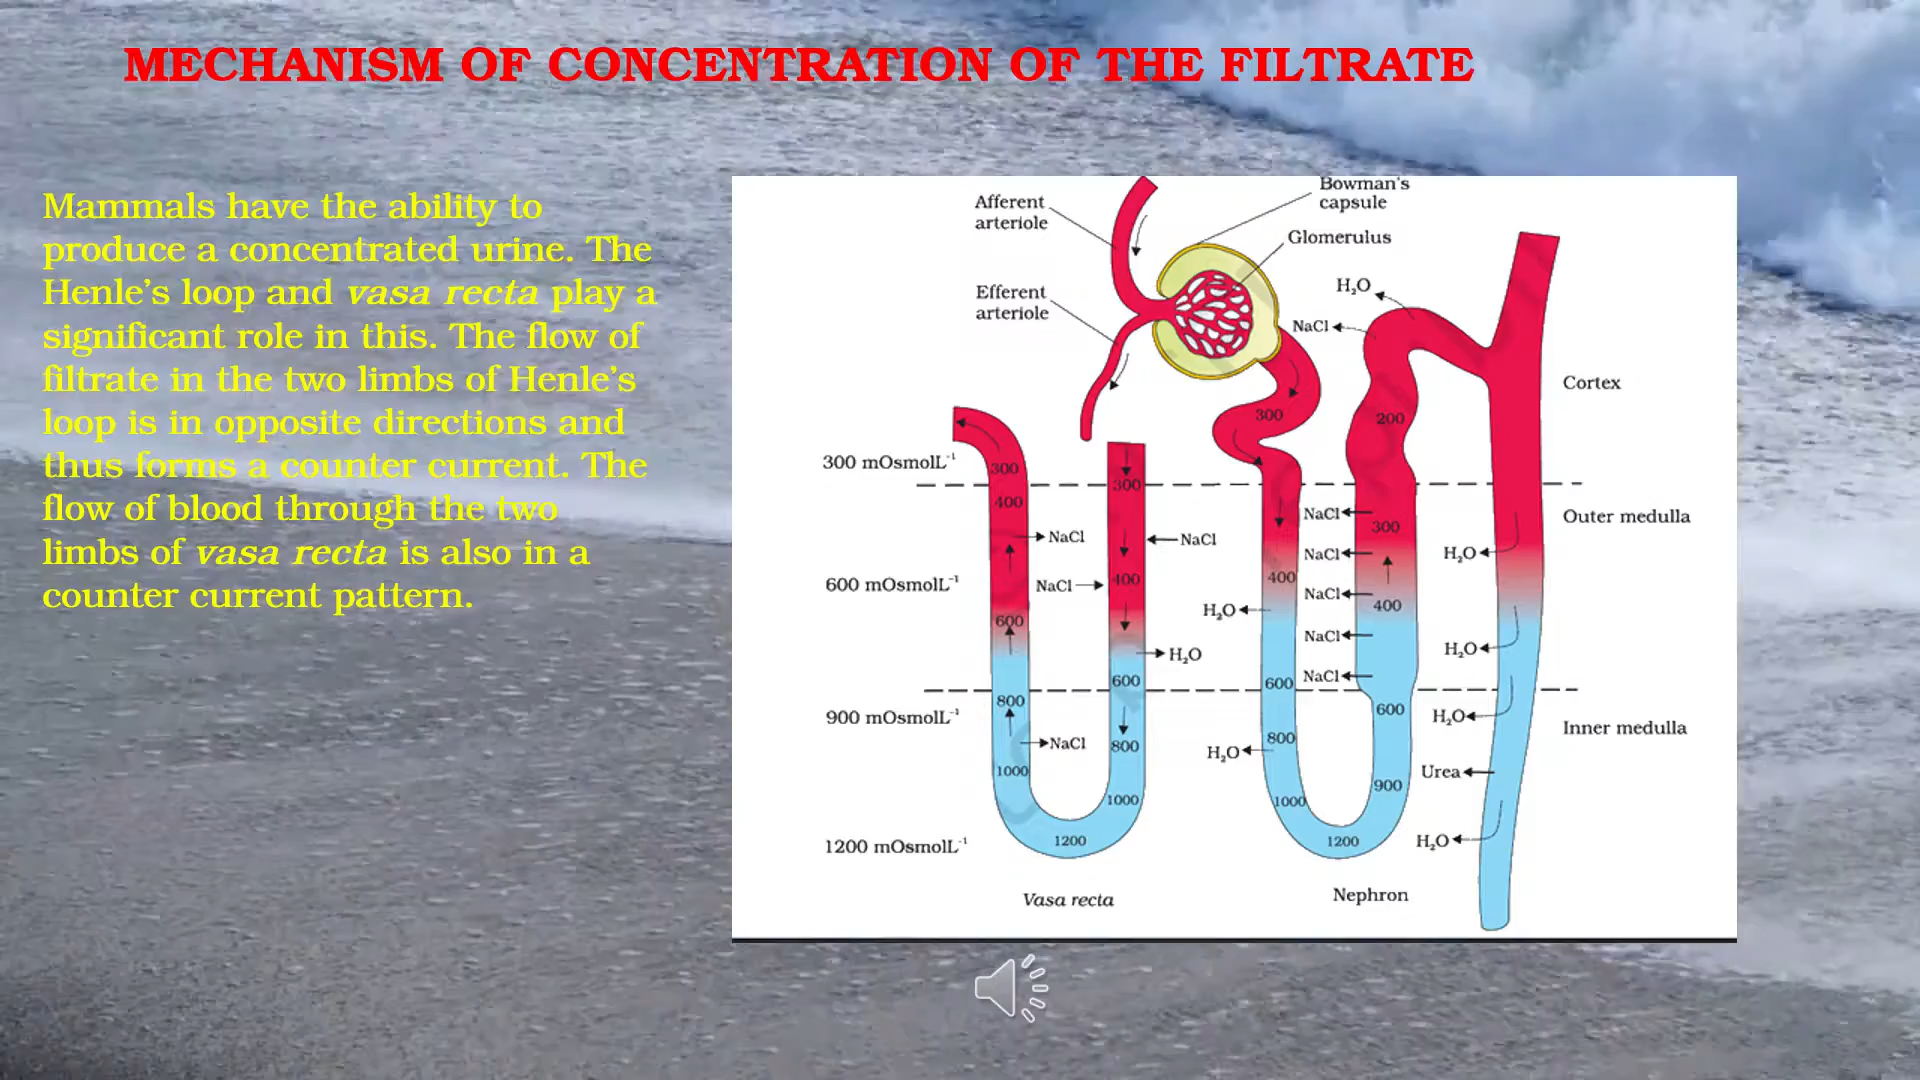 MECHANISM OF CONCENTRATION OF THE FILTRATE
Mammals have the ability to
produce a concentrated urine. The
Henle's loop and vasa recta play a
significant role in this. The flow of
filtrate in the two limbs of Henle's
loop is in opposite directions and
thus forms a counter current. The
flow of blood through the two
limbs of vasa recta is also in a
counter current pattern.
Afferent
arteriole
Efferent
arteriole
Bowman's
capsule
Glomerulus
H₂O
NaCl
Cortex
300
200
300 mOsmolL⁻¹
300
400
300
NaCl
NaCl
NaCl
300
Outer medulla
NaCl
H₂O
600 mOsmolL⁻¹
NaCl
400
400
NaCl
400
600
H₂O
NaCl
H₂O
H₂O
600
600
NaCl
800
600
900 mOsmolL⁻¹
H₂O
Inner medulla
NaCl
800
H₂O
800
1000
Urea
1000
1000
900
1200 mOsmolL⁻¹
1200
1200
H₂O
Vasa recta
Nephron